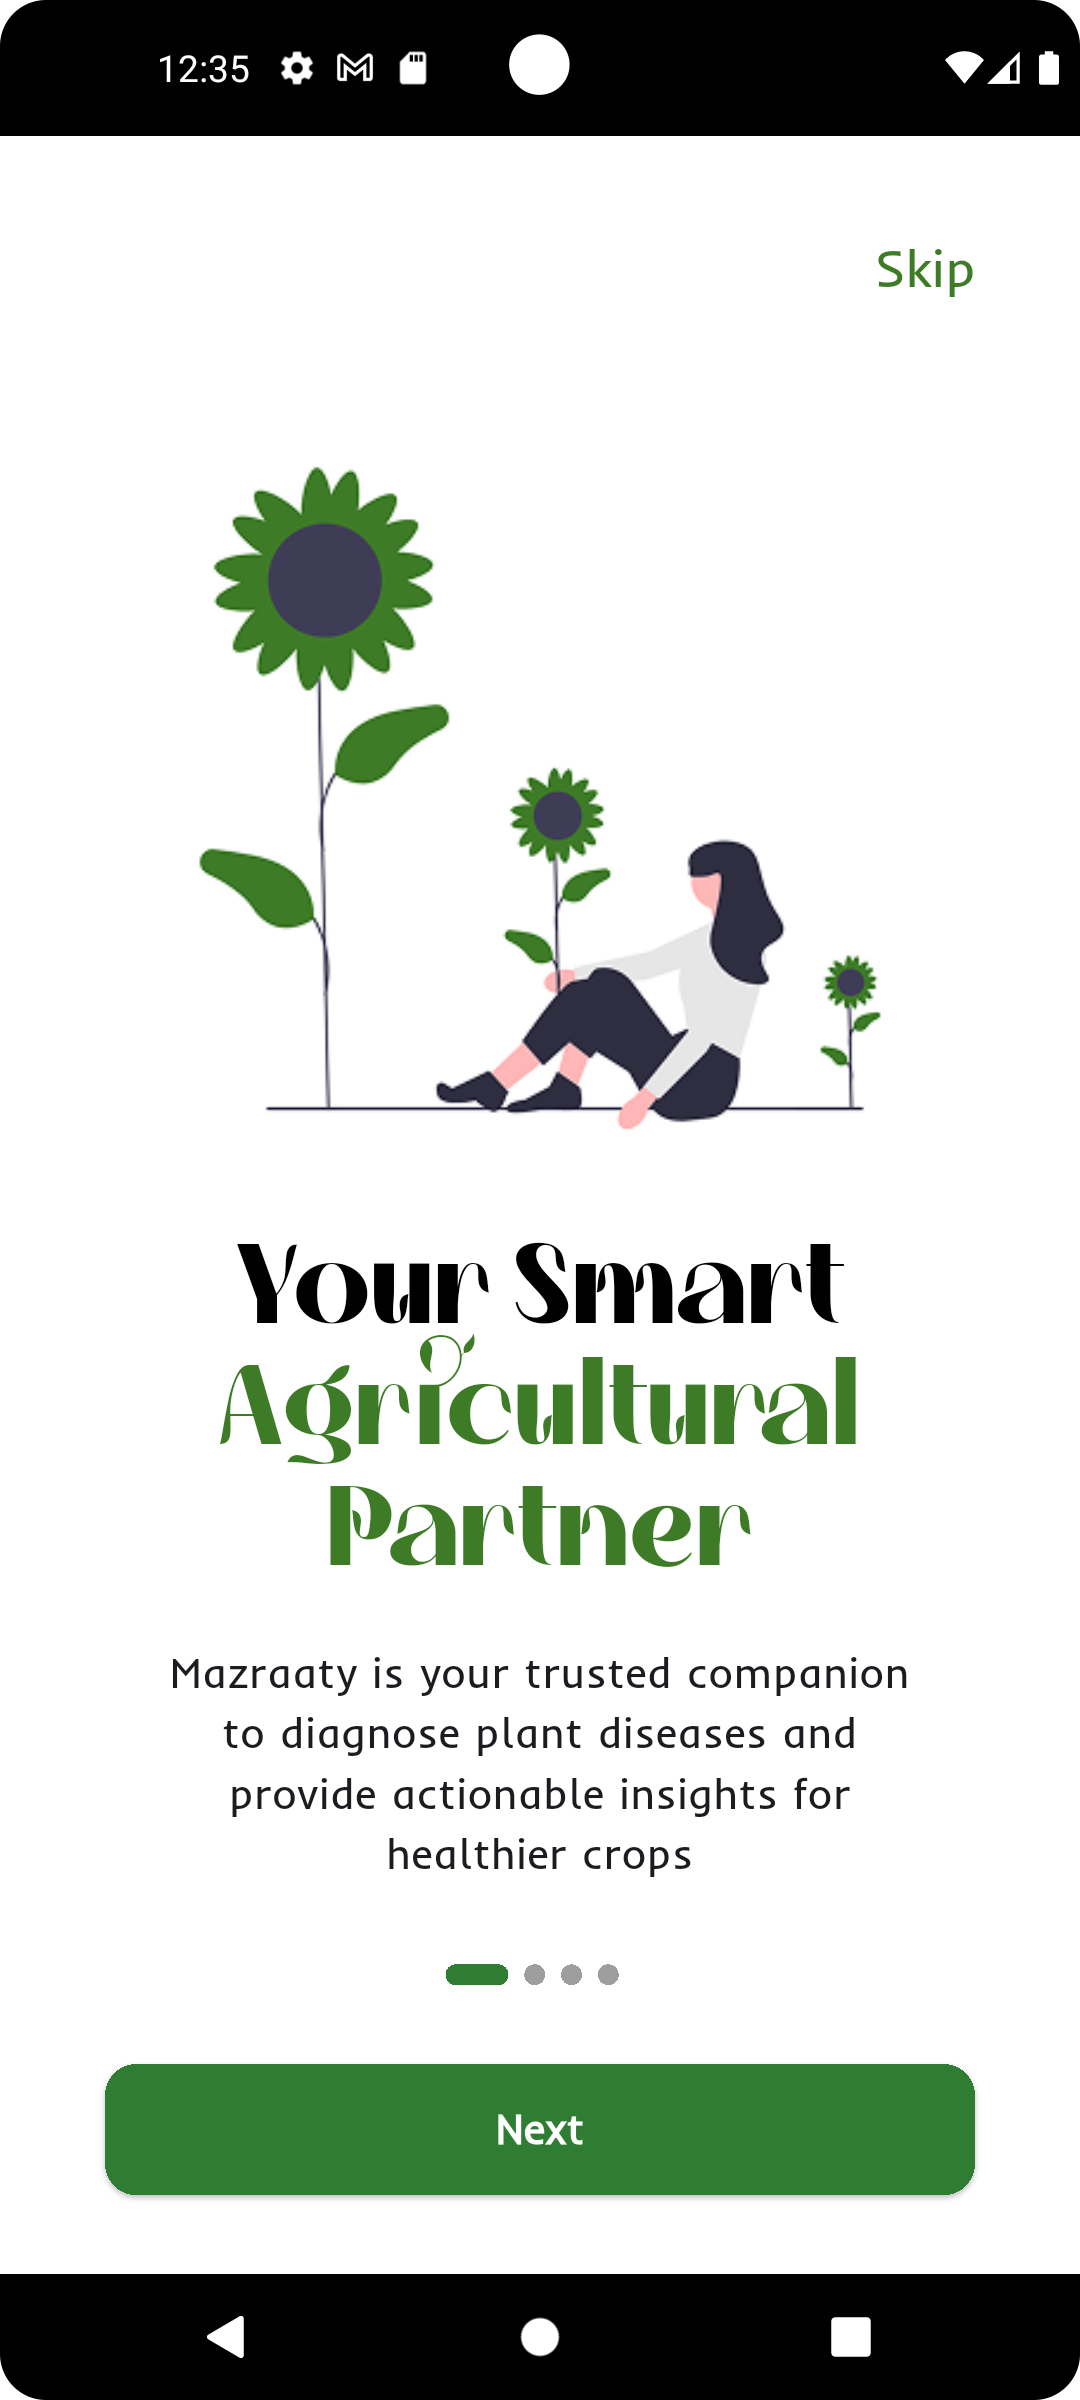 12:35
Skip
Your Smart
Agricultural
Partner
Mazraaty is your trusted companion
to diagnose plant diseases and
provide actionable insights for
healthier crops
Next